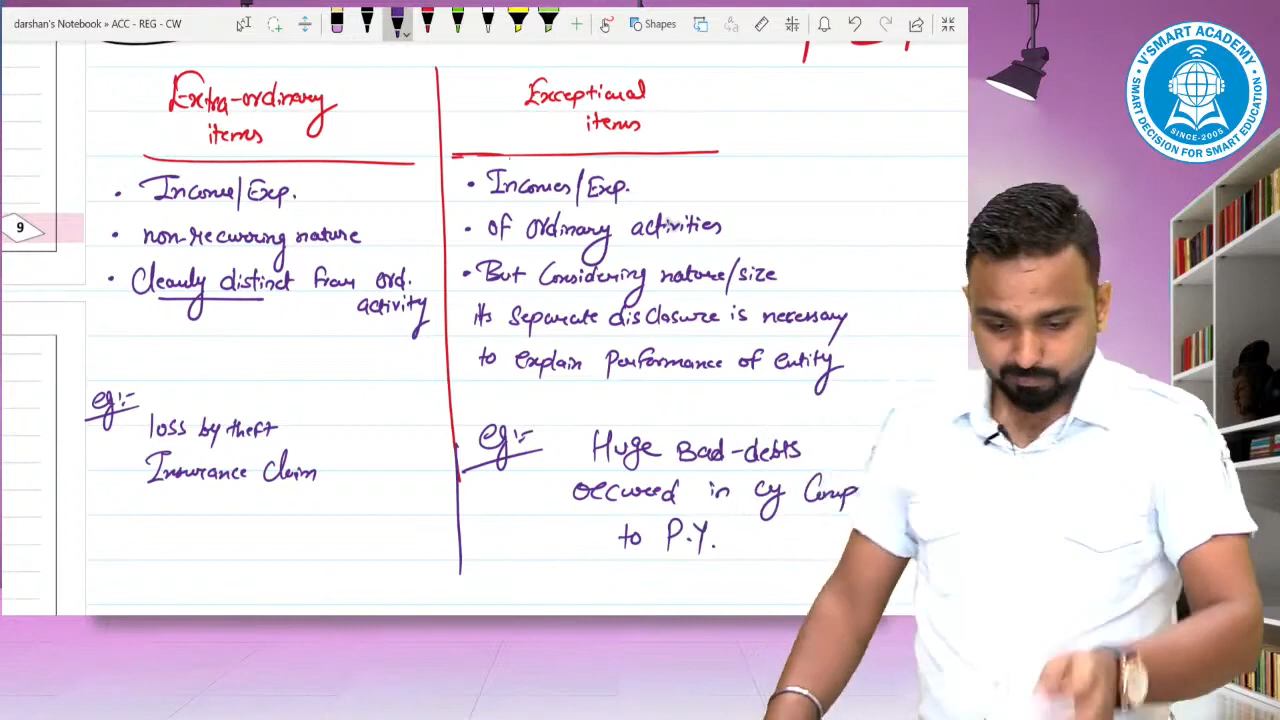 darshan's Notebook » ACC - REG - CW
Shapes
V'SMART ACADEMY
SINCE-2005
SMART DECISION FOR SMART EDUCATION
9
Extra-ordinary
items
• Income/Exp.
• non-recurring nature
• Clearly distinct from ord.
activity
eg:-
loss by theft
Insurance Claim
Exceptional
items
• Incomes/Exp.
• of ordinary activities
• But Considering nature/size
its separate disclosure is necessary
to explain performance of entity
eg:-
Huge Bad-debts
occured in cy Comp
to P.Y.